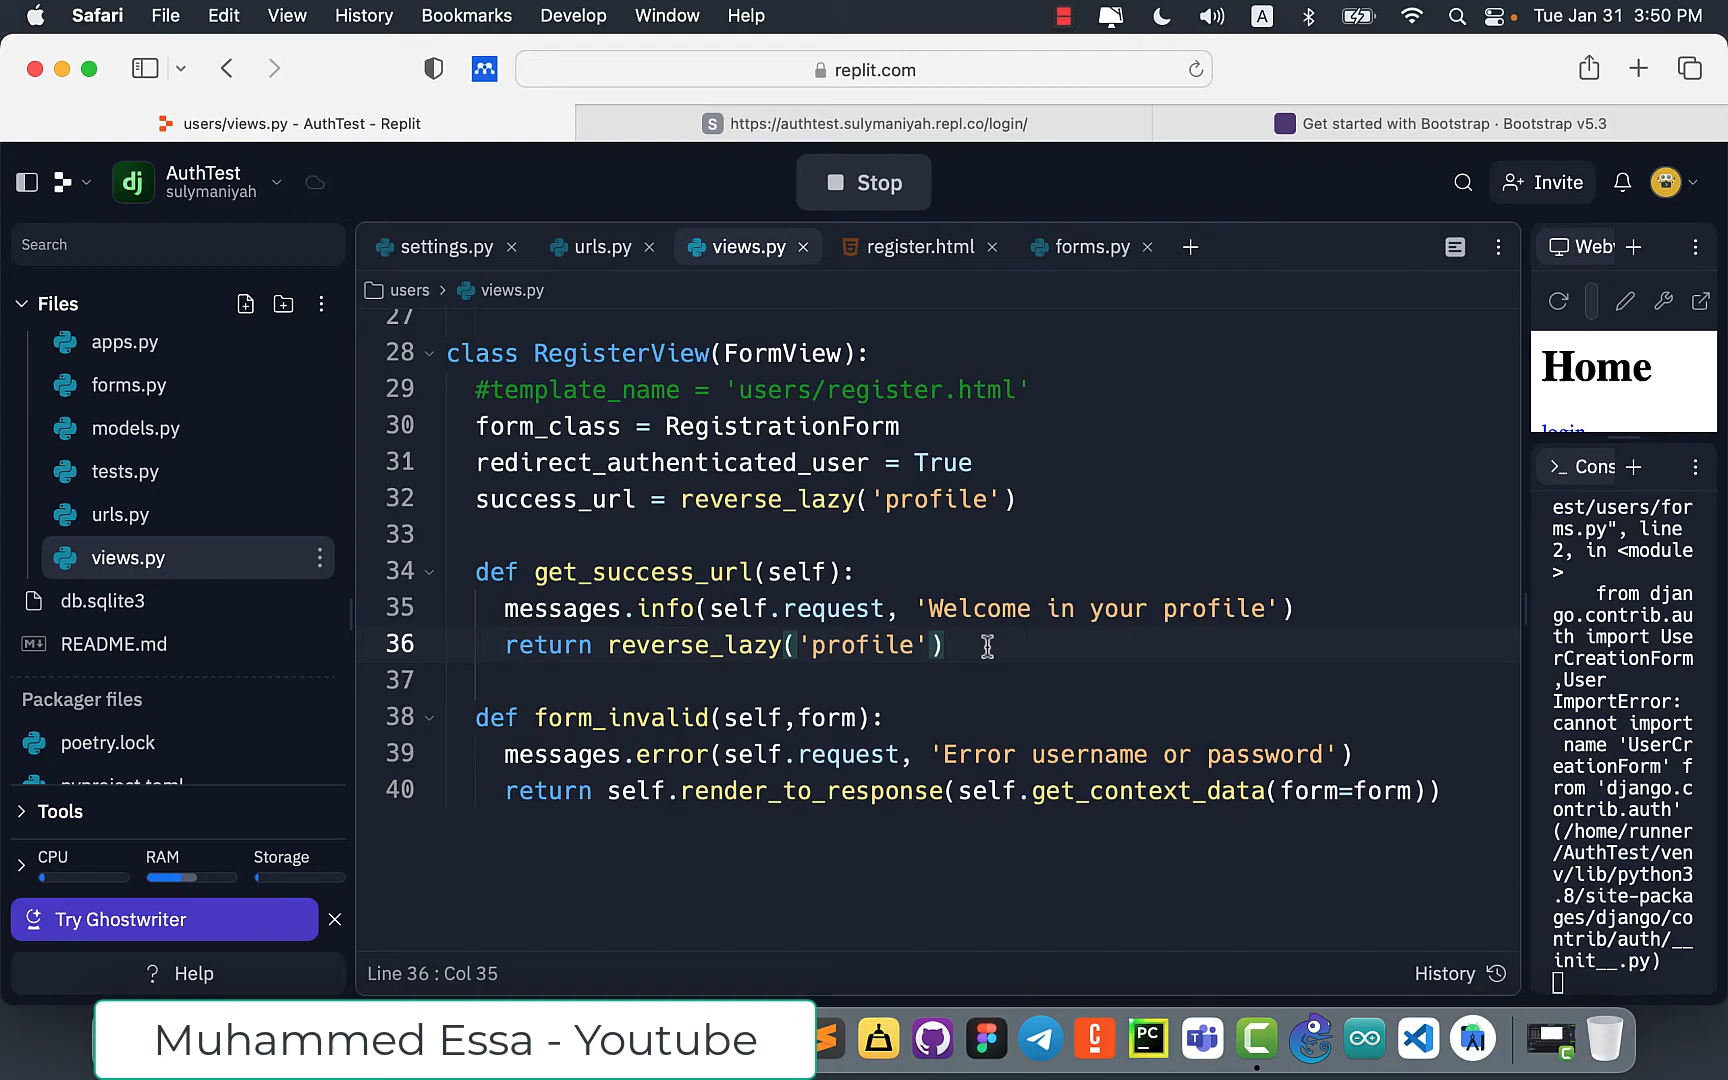 Safari File Edit View History Bookmarks Develop Window Help A Tue Jan 31 3:50 PM
replit.com
users/views.py - AuthTest - Replit
S https://authtest.sulymaniyah.repl.co/login/
Get started with Bootstrap · Bootstrap v5.3
dj AuthTest
sulymaniyah
Stop
Invite
Search
Files
apps.py
forms.py
models.py
tests.py
urls.py
views.py
db.sqlite3
README.md
Packager files
poetry.lock
pyproject.toml
Tools
CPU RAM Storage
Try Ghostwriter
? Help
settings.py urls.py views.py register.html forms.py
users > views.py
27
28 class RegisterView(FormView):
29 #template_name = 'users/register.html'
30 form_class = RegistrationForm
31 redirect_authenticated_user = True
32 success_url = reverse_lazy('profile')
33
34 def get_success_url(self):
35 messages.info(self.request, 'Welcome in your profile')
36 return reverse_lazy('profile')
37
38 def form_invalid(self,form):
39 messages.error(self.request, 'Error username or password')
40 return self.render_to_response(self.get_context_data(form=form))
Line 36 : Col 35
History
Web
Home
login
Cons
est/users/for
ms.py", line
2, in <module
>
from djan
go.contrib.au
th import Use
rCreationForm
,User
ImportError:
cannot import
name 'UserCr
eationForm' f
rom 'django.c
ontrib.auth'
(/home/runner
/AuthTest/ven
v/lib/python3
.8/site-packa
ges/django/co
ntrib/auth/__
init__.py)
Muhammed Essa - Youtube
PC